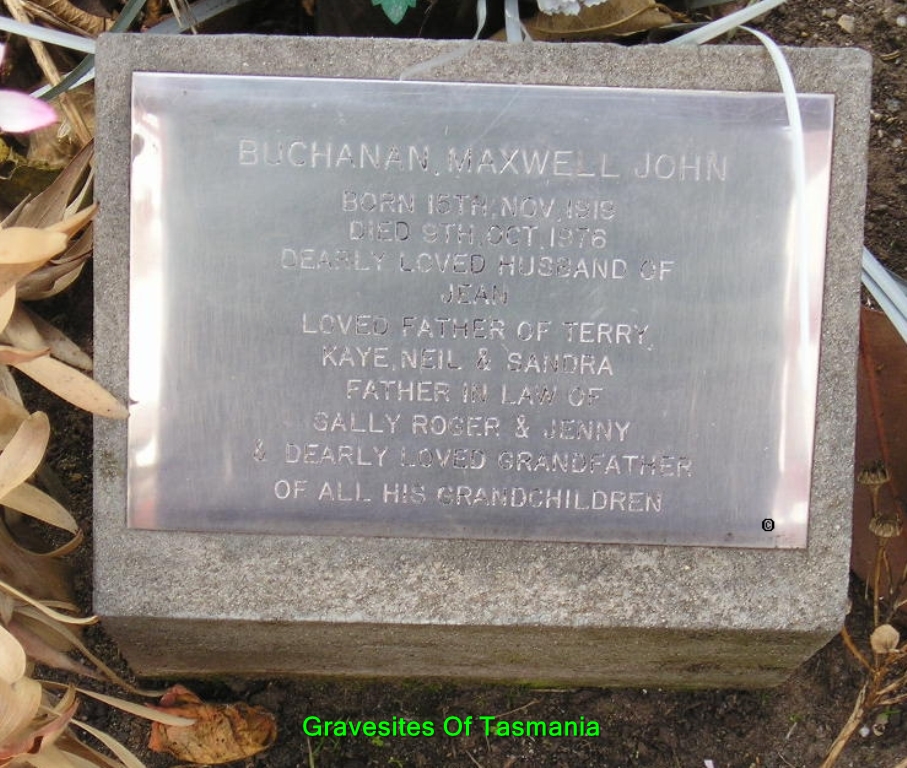 BUCHANAN, MAXWELL JOHN
BORN 15TH, NOV, 1919
DIED 9TH, OCT, 1976
DEARLY LOVED HUSBAND OF
JEAN
LOVED FATHER OF TERRY,
KAYE, NEIL & SANDRA
FATHER IN LAW OF
SALLY ROGER & JENNY
& DEARLY LOVED GRANDFATHER
OF ALL HIS GRANDCHILDREN
©
Gravesites Of Tasmania